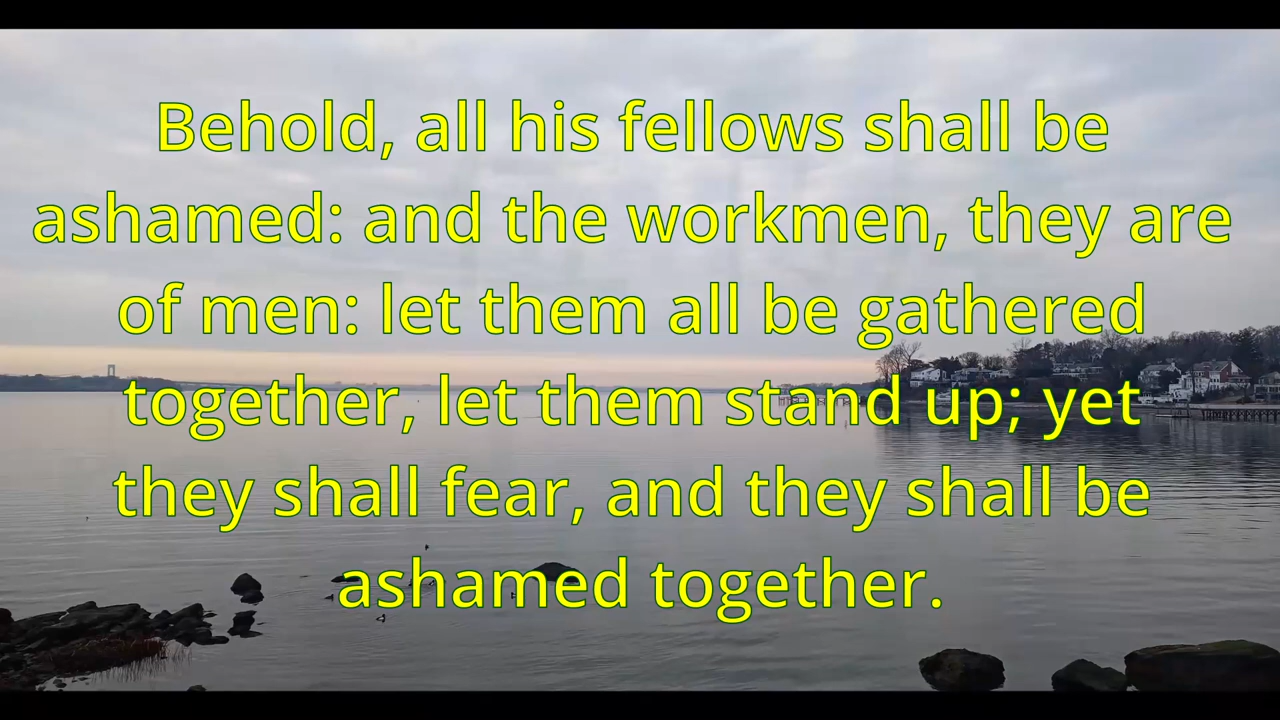 Behold, all his fellows shall be
ashamed: and the workmen, they are
of men: let them all be gathered
together, let them stand up; yet
they shall fear, and they shall be
ashamed together.